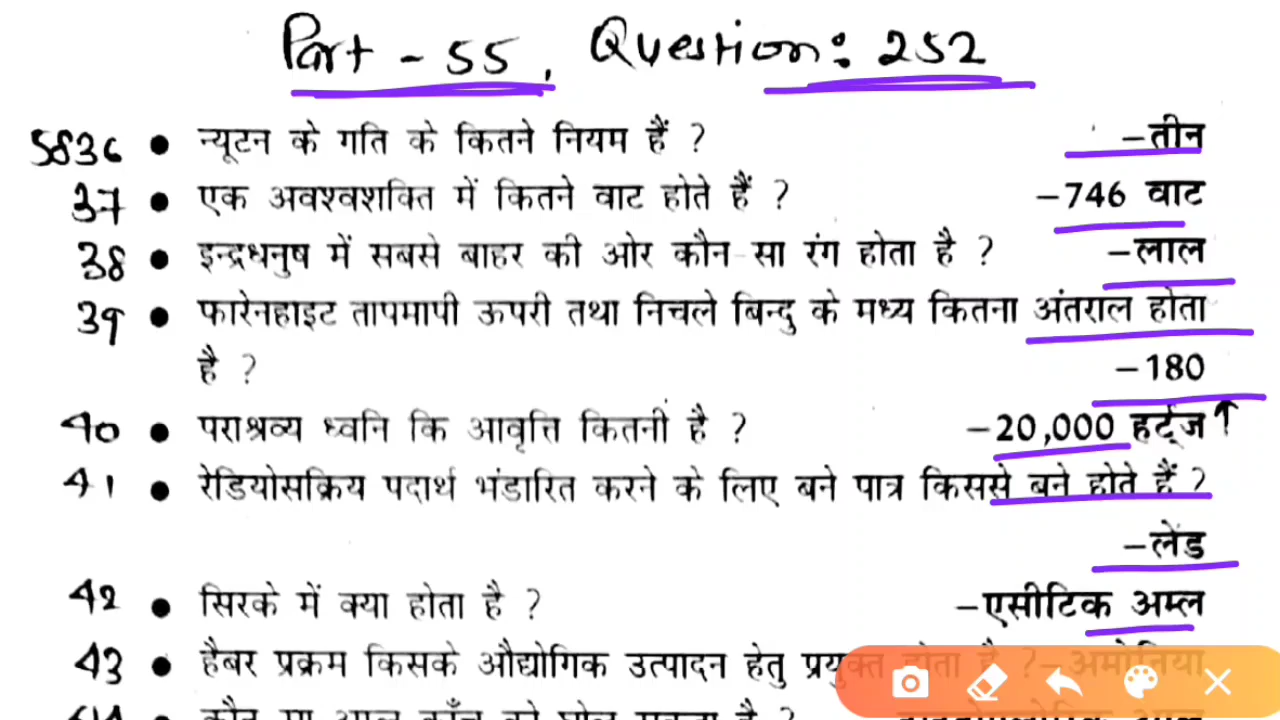 Part - 55, Question: 252
5836 • न्यूटन के गति के कितने नियम हैं ? -तीन
37 • एक अवश्वशक्ति में कितने वाट होते हैं ? -746 वाट
38 • इन्द्रधनुष में सबसे बाहर की ओर कौन-सा रंग होता है ? -लाल
39 • फारेनहाइट तापमापी ऊपरी तथा निचले बिन्दु के मध्य कितना अंतराल होता
है ? -180
40 • पराश्रव्य ध्वनि कि आवृत्ति कितनी है ? -20,000 हर्ट्ज↑
41 • रेडियोसक्रिय पदार्थ भंडारित करने के लिए बने पात्र किससे बने होते हैं ?
-लेंड
42 • सिरके में क्या होता है ? -एसीटिक अम्ल
43 • हैबर प्रक्रम किसके औद्योगिक उत्पादन हेतु प्रयुक्त होता है ?-अमोनिया